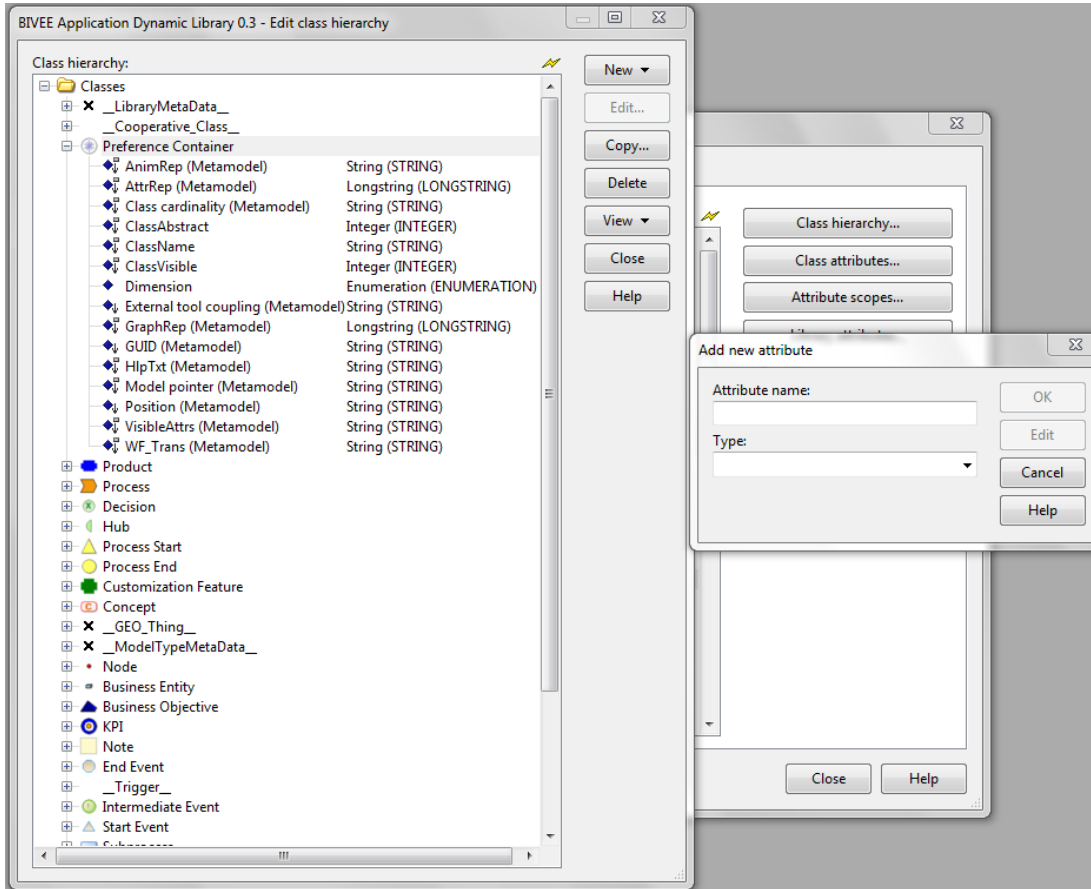 BIVEE Application Dynamic Library 0.3 - Edit class hierarchy
Class hierarchy:
Classes
__LibraryMetaData__
__Cooperative_Class__
Preference Container
AnimRep (Metamodel) String (STRING)
AttrRep (Metamodel) Longstring (LONGSTRING)
Class cardinality (Metamodel) String (STRING)
ClassAbstract Integer (INTEGER)
ClassName String (STRING)
ClassVisible Integer (INTEGER)
Dimension Enumeration (ENUMERATION)
External tool coupling (Metamodel) String (STRING)
GraphRep (Metamodel) Longstring (LONGSTRING)
GUID (Metamodel) String (STRING)
HlpTxt (Metamodel) String (STRING)
Model pointer (Metamodel) String (STRING)
Position (Metamodel) String (STRING)
VisibleAttrs (Metamodel) String (STRING)
WF_Trans (Metamodel) String (STRING)
Product
Process
Decision
Hub
Process Start
Process End
Customization Feature
Concept
__GEO_Thing__
__ModelTypeMetaData__
Node
Business Entity
Business Objective
KPI
Note
End Event
__Trigger__
Intermediate Event
Start Event
Subprocess
New
Edit...
Copy...
Delete
View
Close
Help
Class hierarchy...
Class attributes...
Attribute scopes...
Library attributes...
Add new attribute
Attribute name:
Type:
OK
Edit
Cancel
Help
Close
Help